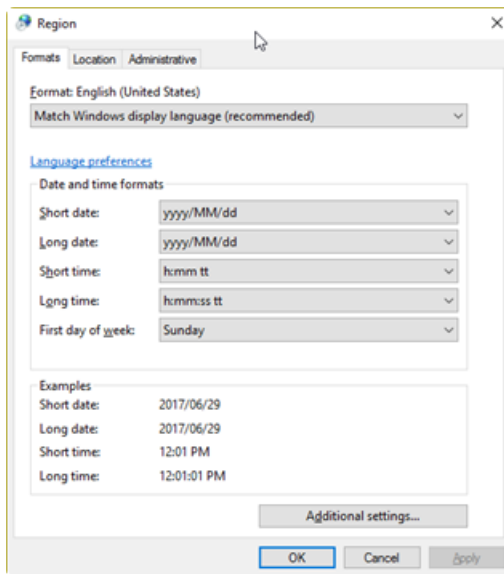 Region
Formats Location Administrative
Format: English (United States)
Match Windows display language (recommended)
Language preferences
Date and time formats
Short date: yyyy/MM/dd
Long date: yyyy/MM/dd
Short time: h:mm tt
Long time: h:mm:ss tt
First day of week: Sunday
Examples
Short date: 2017/06/29
Long date: 2017/06/29
Short time: 12:01 PM
Long time: 12:01:01 PM
Additional settings...
OK Cancel Apply